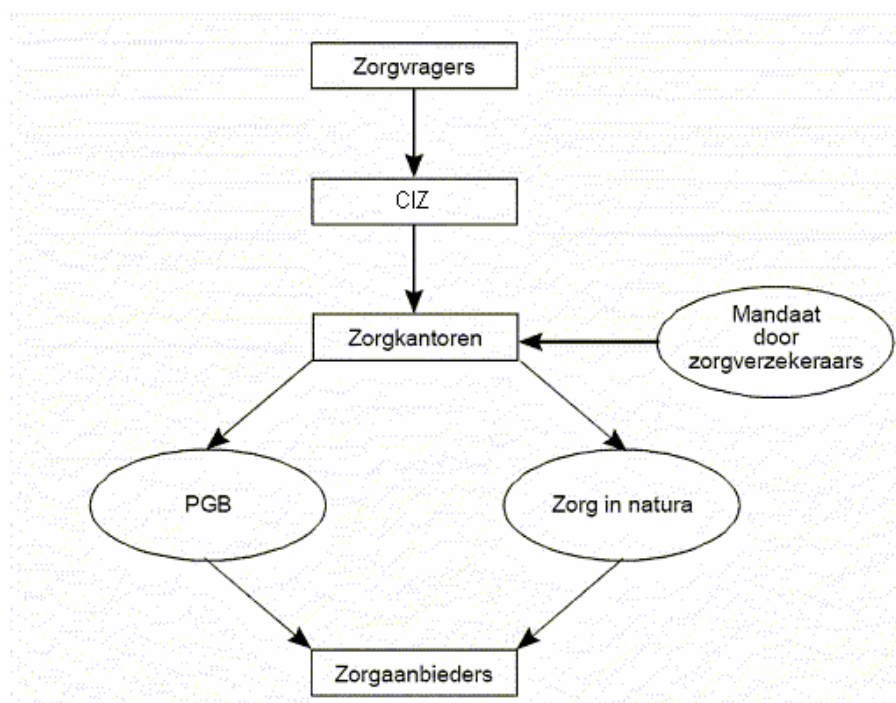 Zorgvragers
CIZ
Zorgkantoren
Mandaat
door
zorgverzekeraars
PGB
Zorg in natura
Zorgaanbieders